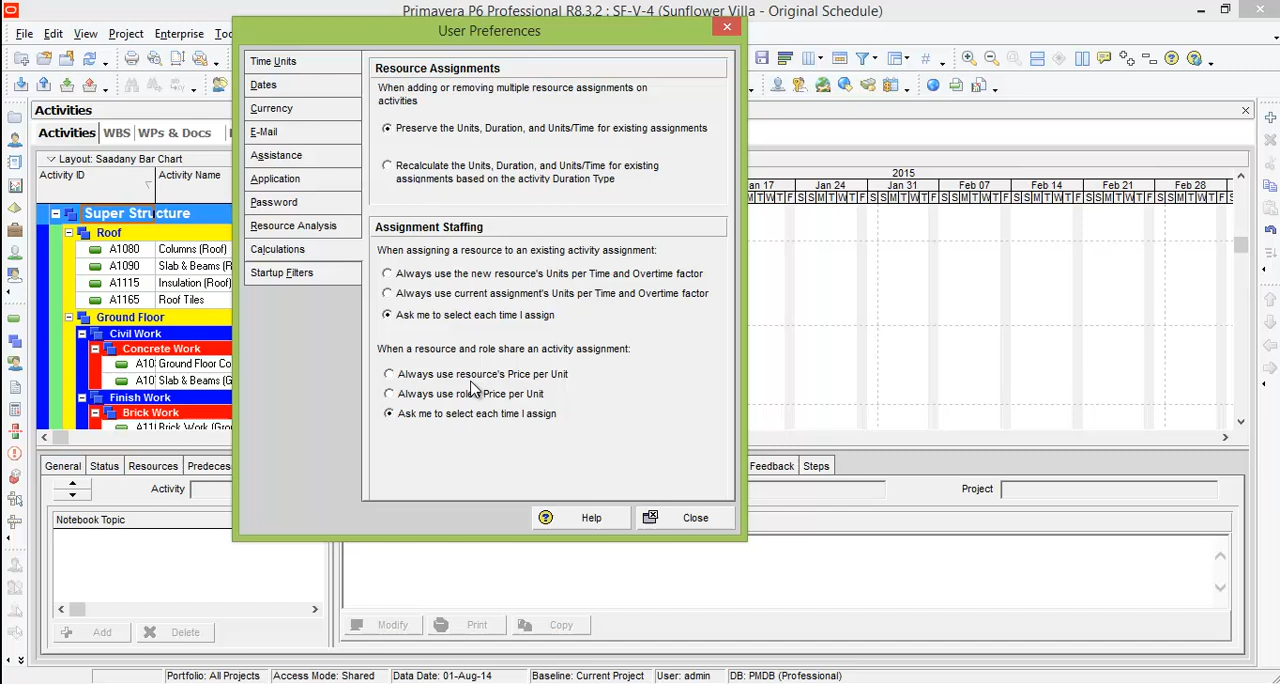 Primavera P6 Professional R8.3.2 : SF-V-4 (Sunflower Villa - Original Schedule)
File Edit View Project Enterprise
User Preferences
Activities
Activities WBS WPs & Docs
Layout: Saadany Bar Chart
Activity ID Activity Name
Super Structure
Roof
A1080 Columns (Roof)
A1090 Slab & Beams (R
A1115 Insulation (Roof)
A1165 Roof Tiles
Ground Floor
Civil Work
Concrete Work
A10 Ground Floor Co
A10 Slab & Beams (G
Finish Work
Brick Work
Brick Work (Grou
Time Units
Dates
Currency
E-Mail
Assistance
Application
Password
Resource Analysis
Calculations
Startup Filters
Resource Assignments
When adding or removing multiple resource assignments on
activities
Preserve the Units, Duration, and Units/Time for existing assignments
Recalculate the Units, Duration, and Units/Time for existing
assignments based on the activity Duration Type
Assignment Staffing
When assigning a resource to an existing activity assignment:
Always use the new resource's Units per Time and Overtime factor
Always use current assignment's Units per Time and Overtime factor
Ask me to select each time I assign
When a resource and role share an activity assignment:
Always use resource's Price per Unit
Always use role Price per Unit
Ask me to select each time I assign
Help Close
2015
an 17 Jan 24 Jan 31 Feb 07 Feb 14 Feb 21 Feb 28
M T W T F S S M T W T F S S M T W T F S S M T W T F S S M T W T F S S M T W T F S S M T W T F
General Status Resources Predeces
Feedback Steps
Activity
Project
Notebook Topic
Add Delete
Modify Print Copy
Portfolio: All Projects Access Mode: Shared Data Date: 01-Aug-14 Baseline: Current Project User: admin DB: PMDB (Professional)